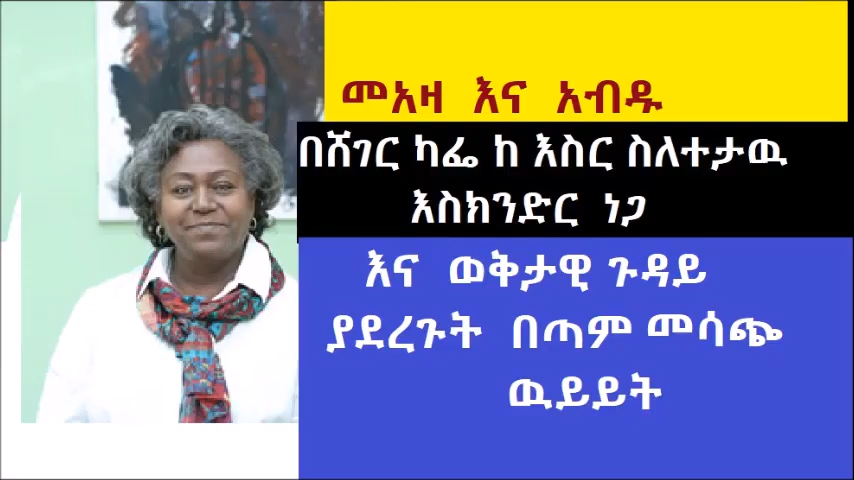 መአዛ እና አብዱ
በሸገር ካፌ ከ እስር ስለተታዉ
እስክንድር ነጋ
እና ወቅታዊ ጉዳይ
ያደረጉት በጣም መሳጭ
ዉይይት